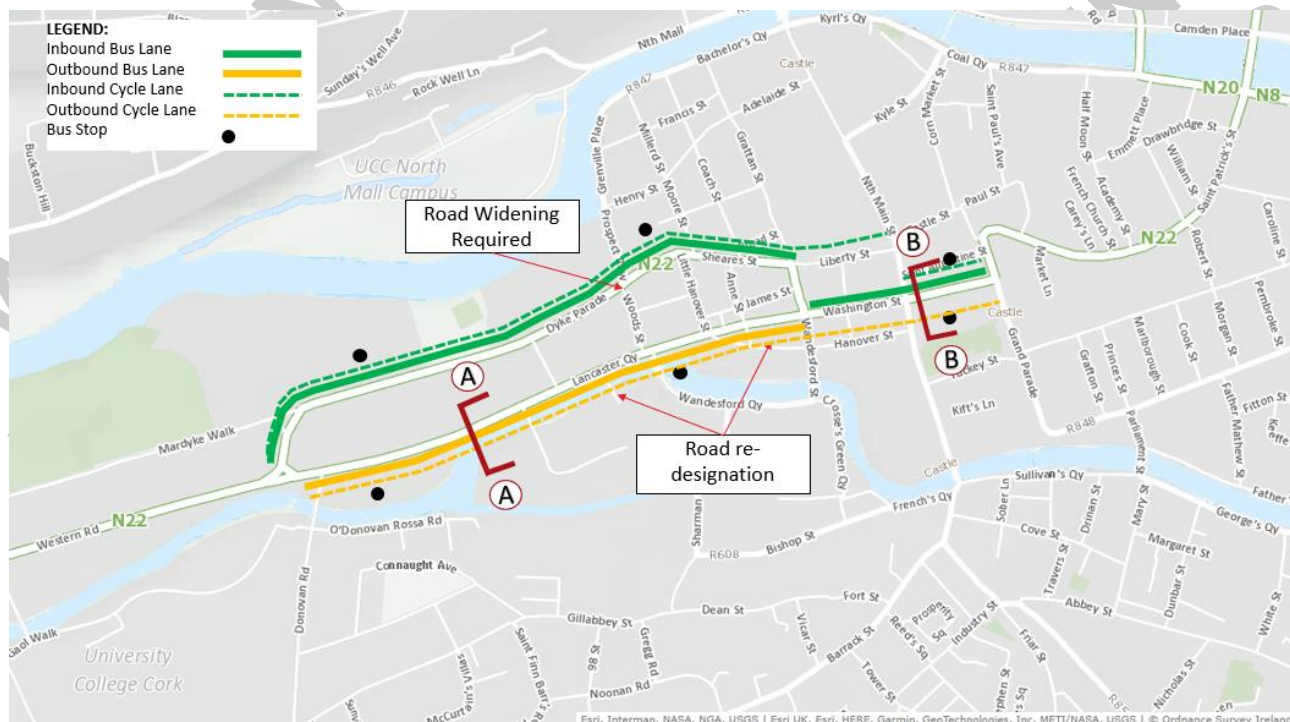 LEGEND:
Inbound Bus Lane
Outbound Bus Lane
Inbound Cycle Lane
Outbound Cycle Lane
Bus Stop
Sunday's Well Ave
R846
Rock Well Ln
Nth Mall
Bachelor's Qy
Kyrl's Qy
Camden Place
R847
Castle
Coal Qy
R847
N20
N8
Buckston Hill
UCC North
Mall Campus
Grenville Place
Francis St
Adelaide St
Millerd St
Grattan St
Kyle St
Corn Market St
Saint Paul's Ave
Half Moon St
Emmett Place
Drawbridge St
William St
Saint Patrick's St
Caroline St
Henry St
Moore St
Coach St
Nth Main St
Paul St
French Church St
Carey's Ln
Academy St
Road Widening
Required
Prospect
N22
Sheares St
Liberty St
B
N22
Market Ln
Robert St
Pembroke St
Little Hanover St
Anne St
James St
Woods St
Dyke Parade
Washington St
Castle
Morgan St
Cook St
Lancaster Qy
Hanover St
Wandesford St
Grand Parade
Marlborough St
Princes St
Grafton St
A
B
Wandesford Qy
Crosse's Green Qy
Kift's Ln
R848
Father Mathew St
Fitton St
Parliament St
Mardyke Walk
Road re-
designation
Castle
Sullivan's Qy
A
French's Qy
N22
Western Rd
O'Donovan Rossa Rd
Sharman
R608
Bishop St
Sober Ln
Cove St
Drinan St
Mary St
George's Qy
Margaret St
Travers St
Dunbar St
Connaught Ave
Donovan Rd
Gillabbey St
Dean St
Fort St
Abbey St
White St
Gaol Walk
University
College Cork
Saint Finn Barr's
98 St
Gregg Rd
Noonan Rd
Vicar St
Barrack St
Reed's Sq
Prosperity
Sq
Industry St
Friar St
Tower St
Nicholas St
Esri, Intermap, NASA, NGA, USGS | Esri UK, Esri, HERE, Garmin, GeoTechnologies, Inc, METI/NASA, USGS | © Ordnance Survey Ireland